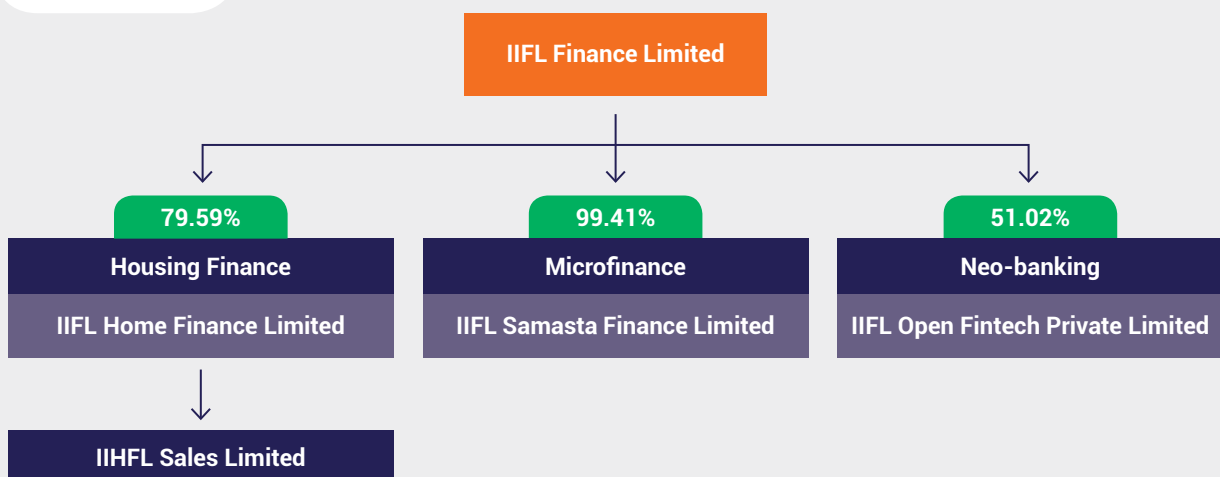 IIFL Finance Limited
79.59%
Housing Finance
IIFL Home Finance Limited
99.41%
Microfinance
IIFL Samasta Finance Limited
51.02%
Neo-banking
IIFL Open Fintech Private Limited
IIHFL Sales Limited